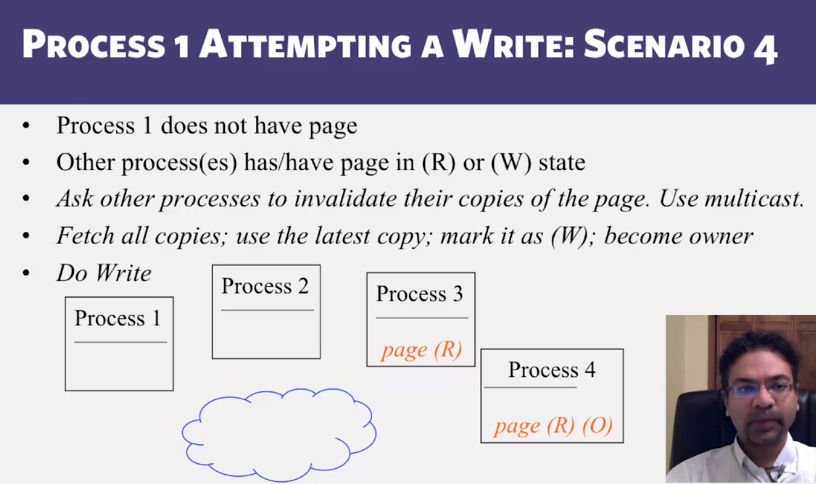 PROCESS 1 ATTEMPTING A WRITE: SCENARIO 4
• Process 1 does not have page
• Other process(es) has/have page in (R) or (W) state
• Ask other processes to invalidate their copies of the page. Use multicast.
• Fetch all copies; use the latest copy; mark it as (W); become owner
• Do Write
Process 1
Process 2
Process 3
page (R)
Process 4
page (R) (O)